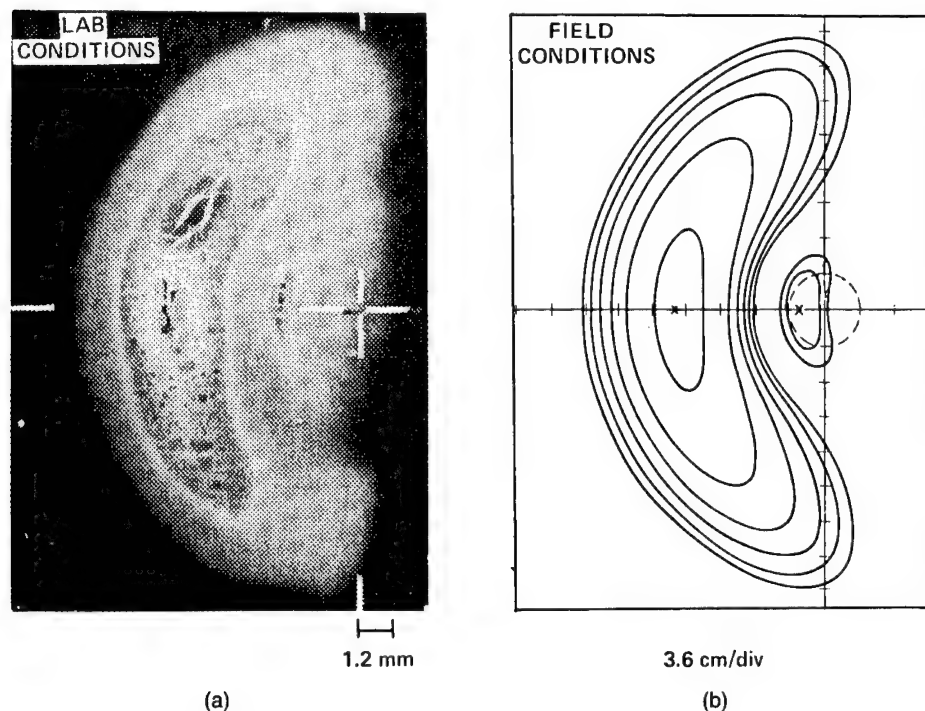 LAB
CONDITIONS
FIELD
CONDITIONS
1.2 mm
3.6 cm/div
(a)
(b)